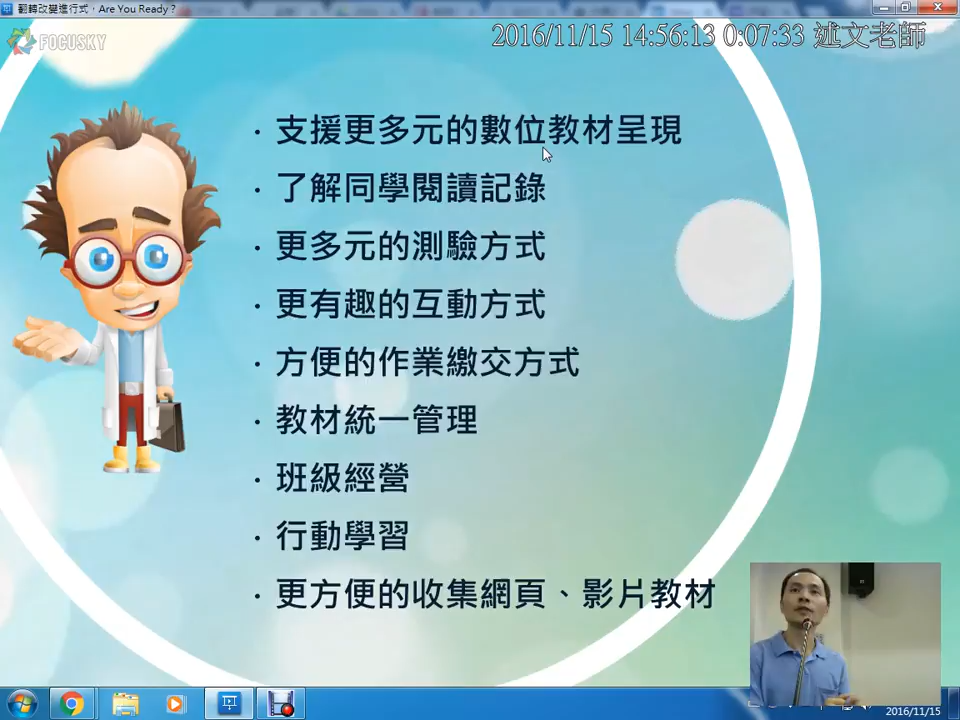 翻轉改變進行式，Are You Ready ?
FOCUSKY
2016/11/15 14:56:13 0:07:33 述文老師
· 支援更多元的數位教材呈現
· 了解同學閱讀記錄
· 更多元的測驗方式
· 更有趣的互動方式
· 方便的作業繳交方式
· 教材統一管理
· 班級經營
· 行動學習
· 更方便的收集網頁、影片教材
2016/11/15